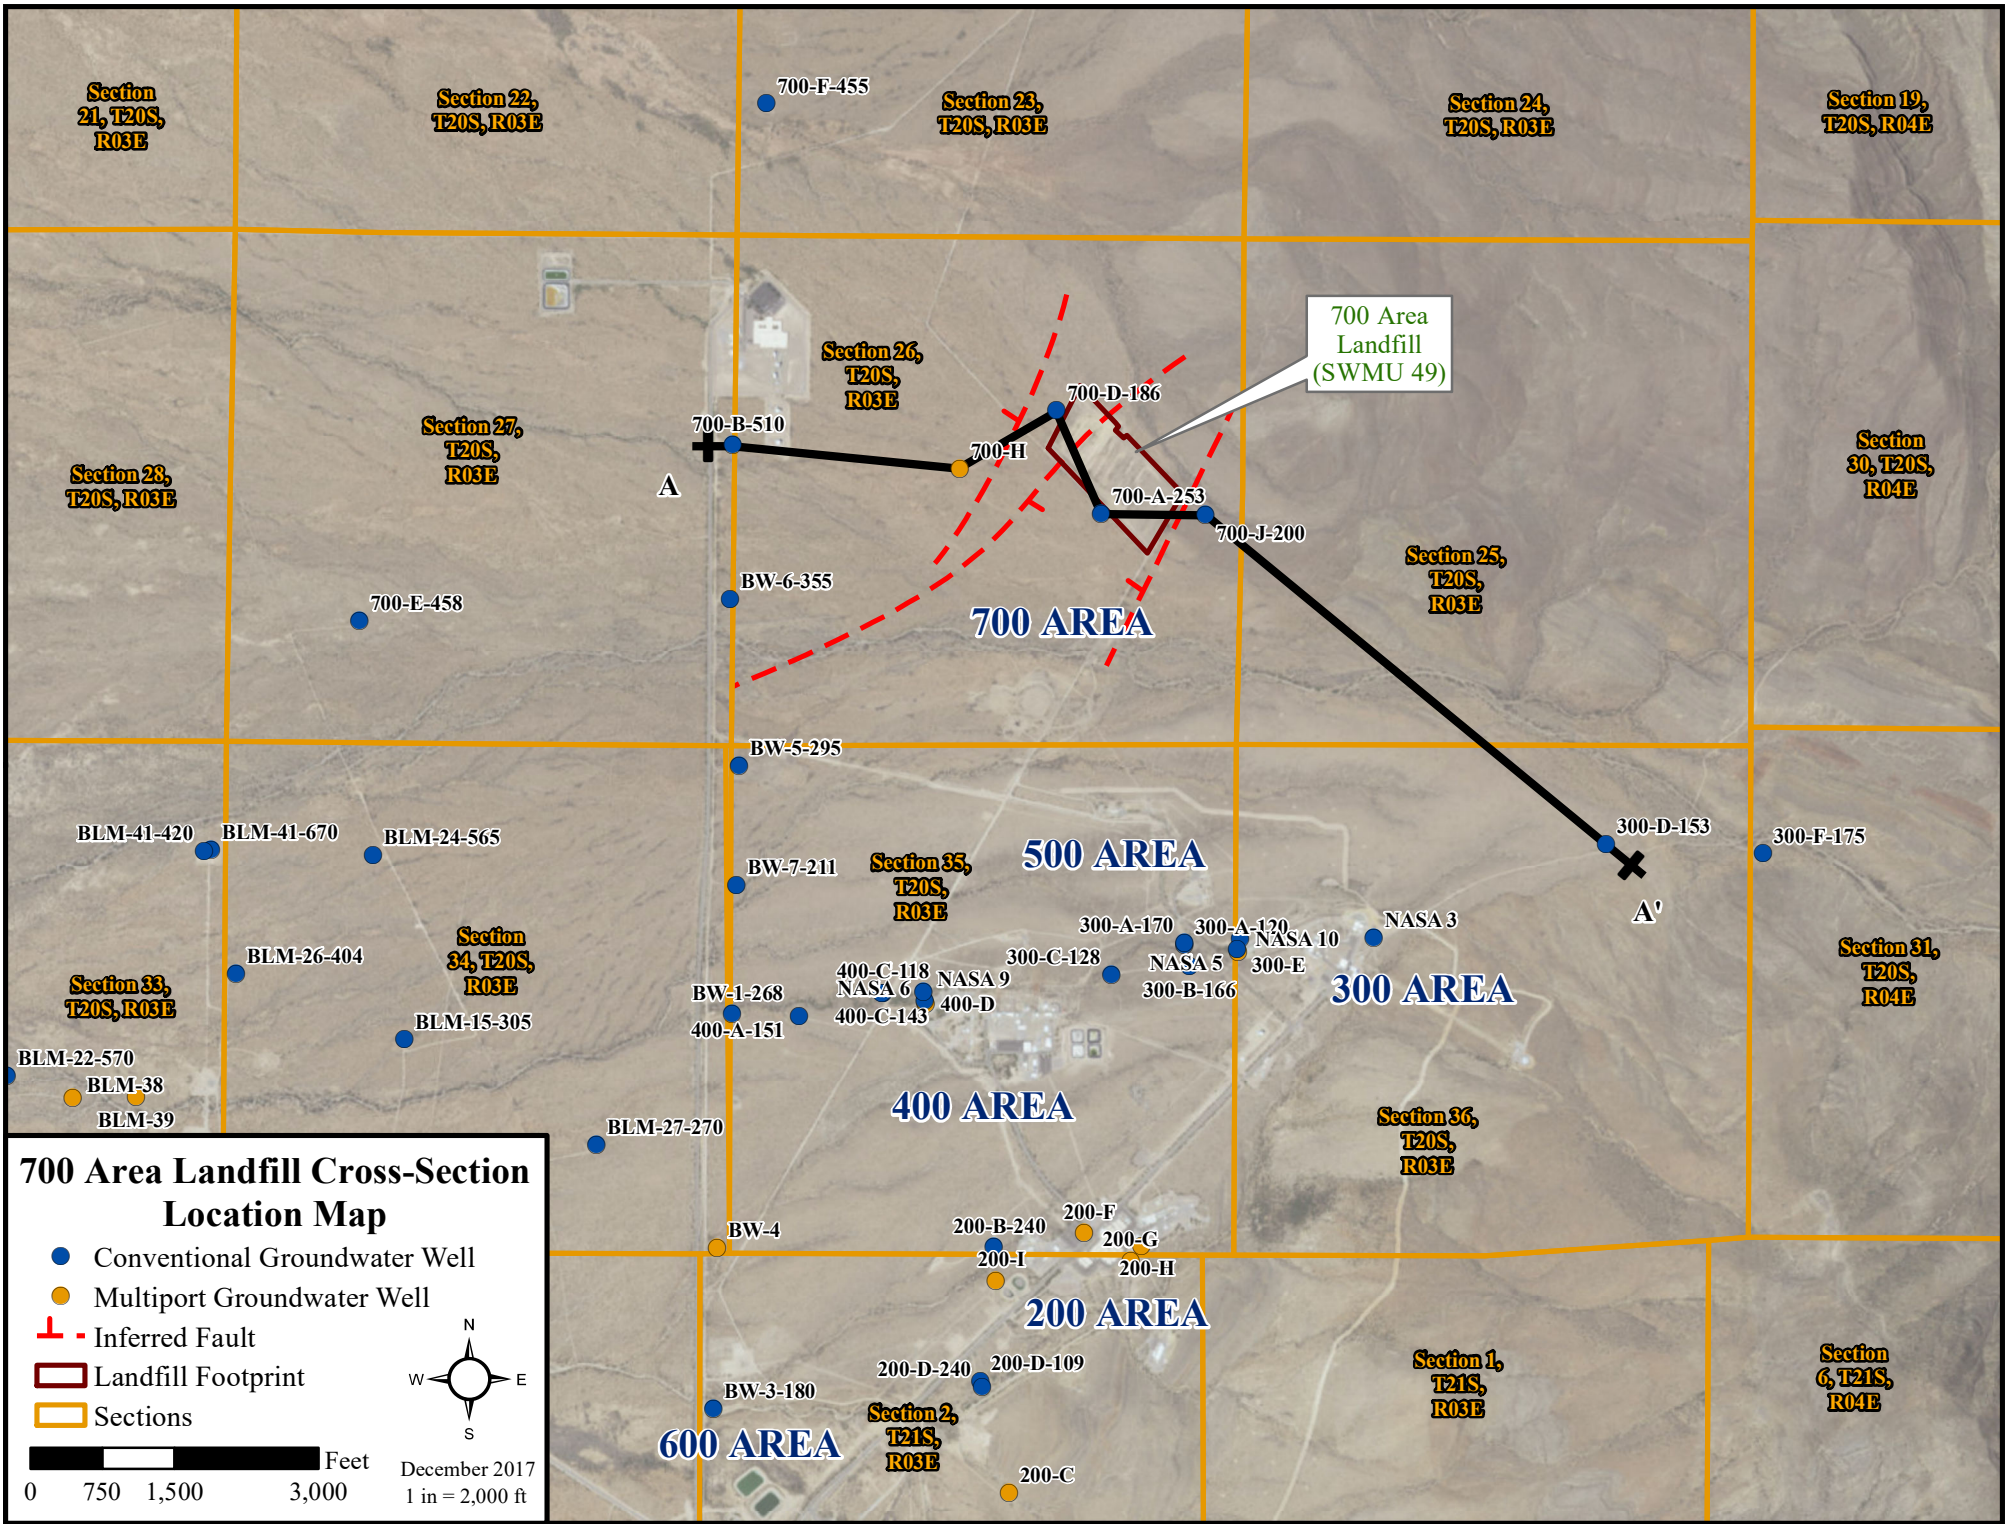 Section
21, T20S,
R03E
Section 22,
T20S, R03E
700-F-455
Section 23,
T20S, R03E
Section 24,
T20S, R03E
Section 19,
T20S, R04E
700 Area
Landfill
(SWMU 49)
Section 26,
T20S,
R03E
700-D-186
700-B-510
700-H
A
Section 27,
T20S,
R03E
Section 28,
T20S, R03E
Section
30, T20S,
R04E
700-A-253
700-J-200
Section 25,
T20S,
R03E
BW-6-355
700-E-458
700 AREA
BW-5-295
BLM-41-420
BLM-41-670
BLM-24-565
300-D-153
300-F-175
500 AREA
Section 35,
T20S,
R03E
BW-7-211
A'
300-A-170
300-A-120
NASA 3
NASA 10
Section
34, T20S,
R03E
Section 31,
T20S,
R04E
BLM-26-404
300-C-128
NASA 5
300-E
400-C-118
NASA 9
NASA 6
300-B-166
300 AREA
Section 33,
T20S, R03E
BW-1-268
400-D
400-C-143
400-A-151
BLM-15-305
BLM-22-570
BLM-38
BLM-39
400 AREA
Section 36,
T20S,
R03E
BLM-27-270
BW-4
200-B-240
200-F
200-G
200-I
200-H
200 AREA
200-D-240
200-D-109
BW-3-180
Section 2,
T21S,
R03E
600 AREA
200-C
Section 1,
T21S,
R03E
Section
6, T21S,
R04E
700 Area Landfill Cross-Section
Location Map
Conventional Groundwater Well
Multiport Groundwater Well
Inferred Fault
Landfill Footprint
Sections
N
W E
S
Feet
0 750 1,500 3,000
December 2017
1 in = 2,000 ft